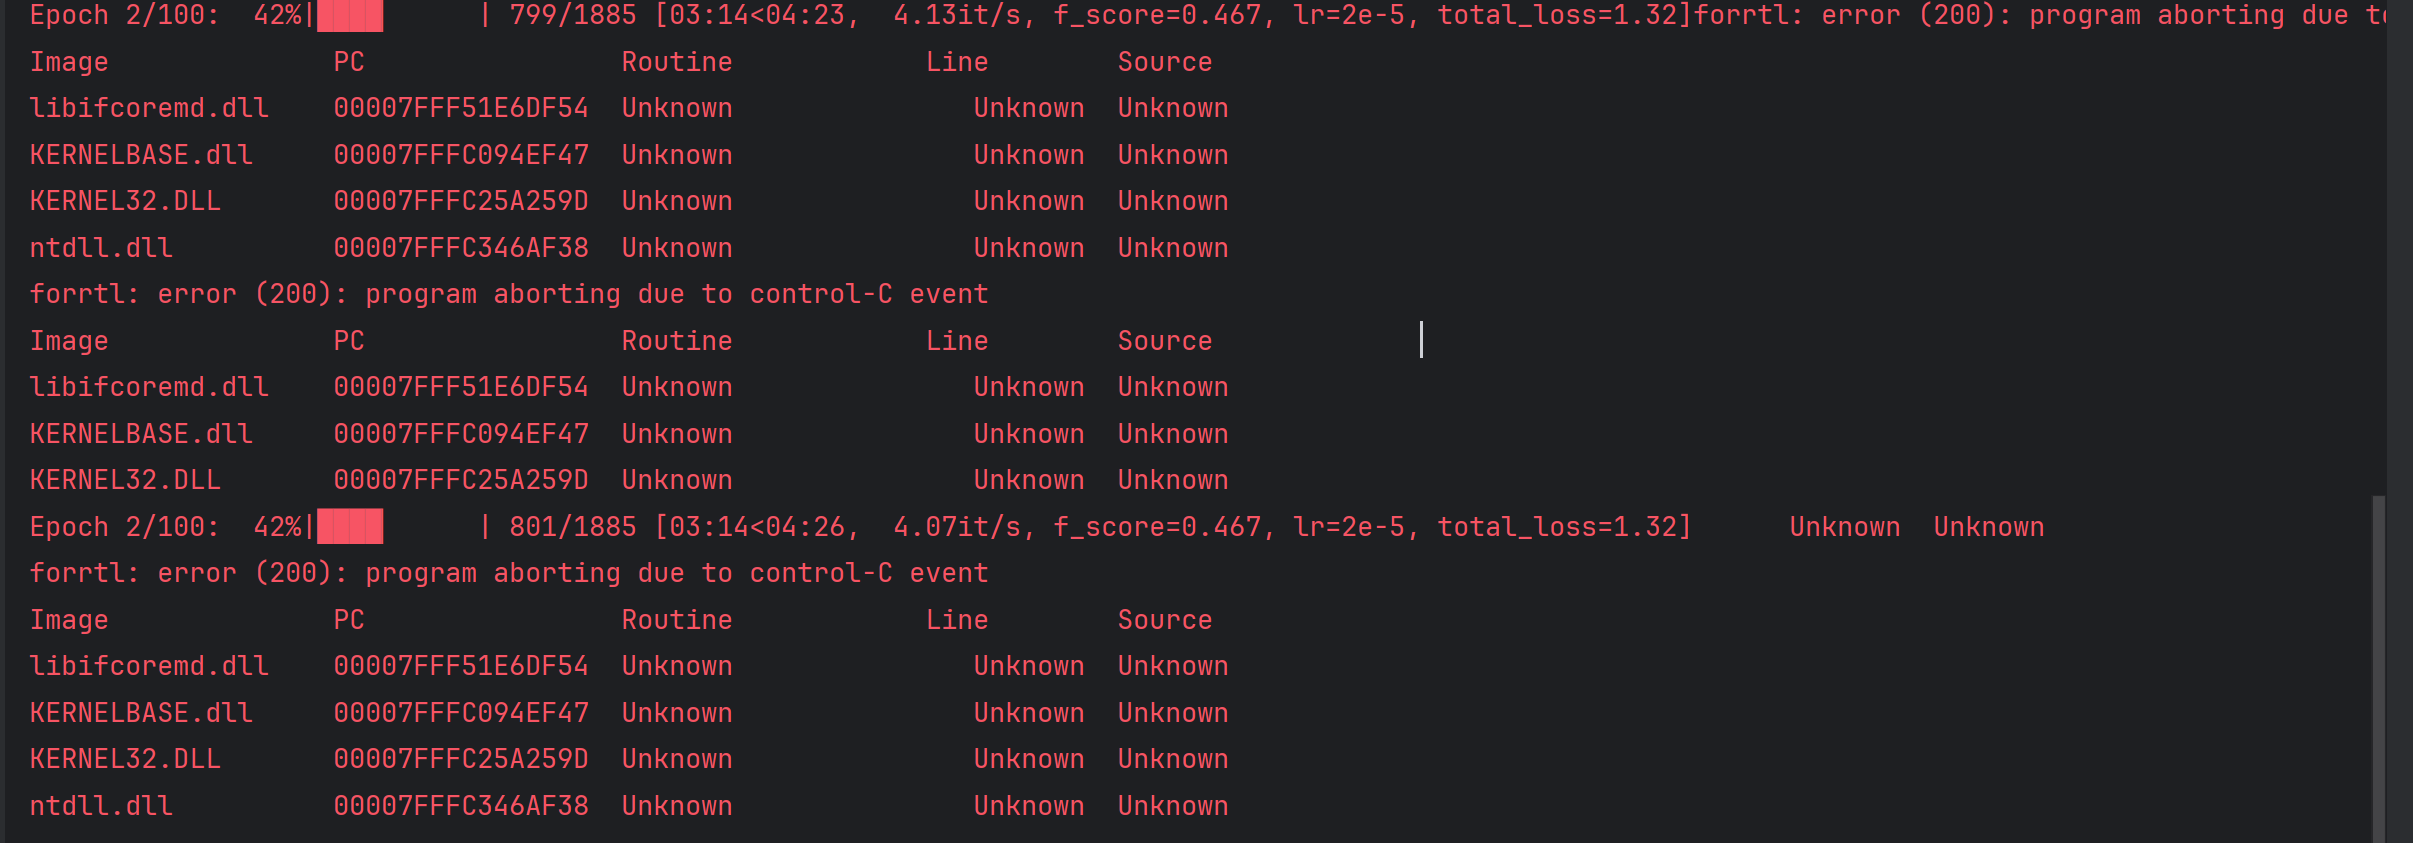 Epoch 2/100:  42%|████      | 799/1885 [03:14<04:23,  4.13it/s, f_score=0.467, lr=2e-5, total_loss=1.32]forrtl: error (200): program aborting due to
Image              PC                Routine            Line        Source
libifcoremd.dll    00007FFF51E6DF54  Unknown               Unknown  Unknown
KERNELBASE.dll     00007FFFC094EF47  Unknown               Unknown  Unknown
KERNEL32.DLL       00007FFFC25A259D  Unknown               Unknown  Unknown
ntdll.dll          00007FFFC346AF38  Unknown               Unknown  Unknown
forrtl: error (200): program aborting due to control-C event
Image              PC                Routine            Line        Source
libifcoremd.dll    00007FFF51E6DF54  Unknown               Unknown  Unknown
KERNELBASE.dll     00007FFFC094EF47  Unknown               Unknown  Unknown
KERNEL32.DLL       00007FFFC25A259D  Unknown               Unknown  Unknown
Epoch 2/100:  42%|████      | 801/1885 [03:14<04:26,  4.07it/s, f_score=0.467, lr=2e-5, total_loss=1.32]      Unknown  Unknown
forrtl: error (200): program aborting due to control-C event
Image              PC                Routine            Line        Source
libifcoremd.dll    00007FFF51E6DF54  Unknown               Unknown  Unknown
KERNELBASE.dll     00007FFFC094EF47  Unknown               Unknown  Unknown
KERNEL32.DLL       00007FFFC25A259D  Unknown               Unknown  Unknown
ntdll.dll          00007FFFC346AF38  Unknown               Unknown  Unknown